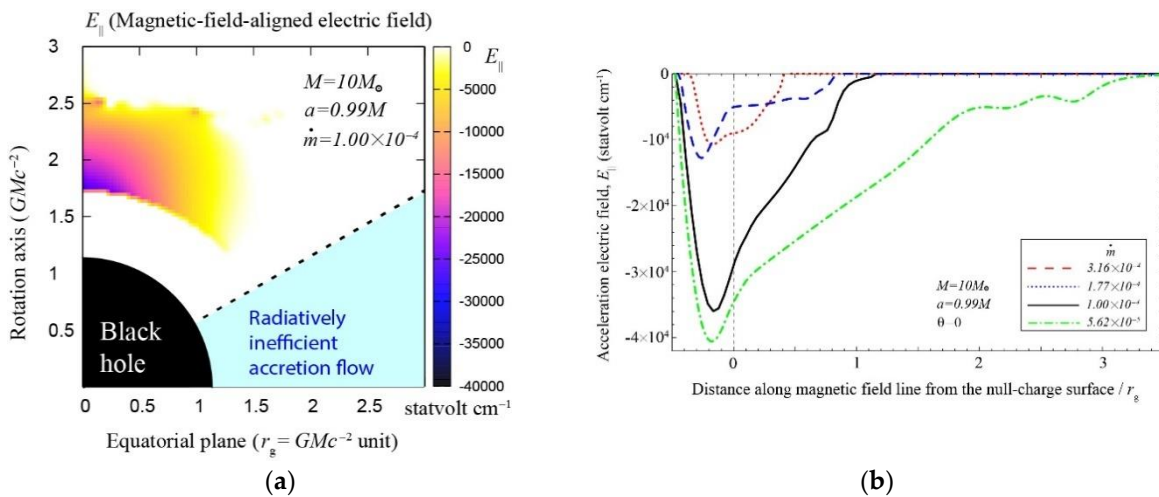 E∥ (Magnetic-field-aligned electric field)
3
2.5
2
1.5
1
0.5
Rotation axis (GMc⁻²)
M=10M⊙
a=0.99M
ṁ=1.00×10⁻⁴
Black
hole
Radiatively
inefficient
accretion flow
0
0.5
1
1.5
2
2.5
Equatorial plane (r_g = GMc⁻² unit)
0
-5000
-10000
-15000
-20000
-25000
-30000
-35000
-40000
E∥
statvolt cm⁻¹
(a)
Acceleration electric field, E∥ (statvolt cm⁻¹)
0
-10⁴
-2×10⁴
-3×10⁴
-4×10⁴
M=10M⊙
a=0.99M
θ=0
ṁ
3.16×10⁻⁴
1.77×10⁻⁴
1.00×10⁻⁴
5.62×10⁻⁵
0
1
2
3
Distance along magnetic field line from the null-charge surface / r_g
(b)